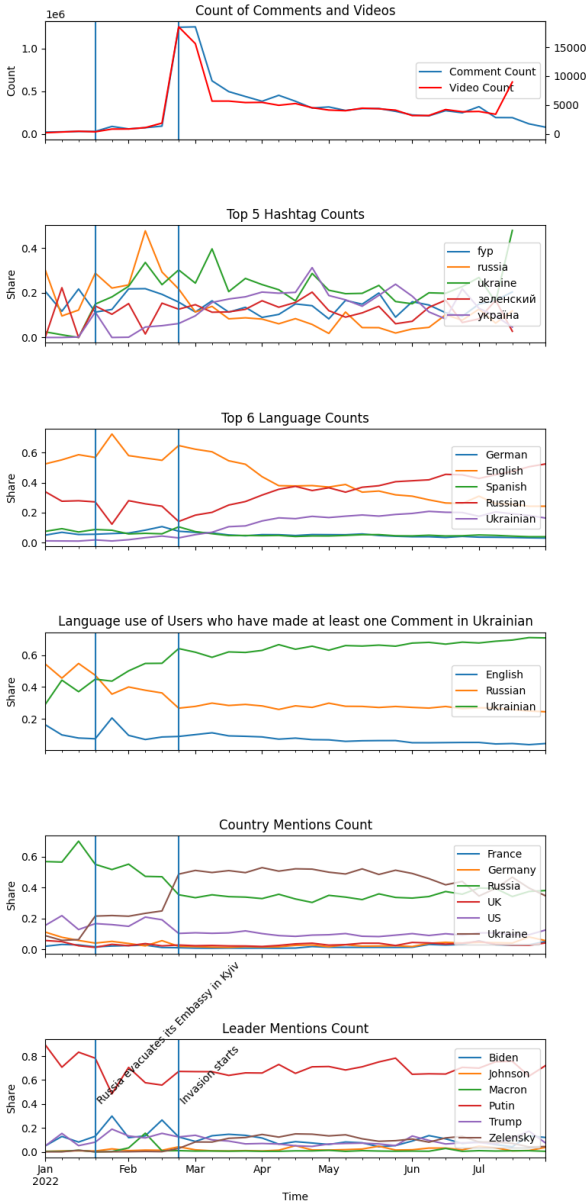 Count of Comments and Videos
1e6
1.0
0.5
0.0
Count
15000
10000
5000
0
Comment Count
Video Count
Top 5 Hashtag Counts
0.4
0.2
0.0
Share
fyp
russia
ukraine
зеленский
україна
Top 6 Language Counts
0.6
0.4
0.2
0.0
Share
German
English
Spanish
Russian
Ukrainian
Language use of Users who have made at least one Comment in Ukrainian
0.6
0.4
0.2
Share
English
Russian
Ukrainian
Country Mentions Count
0.6
0.4
0.2
0.0
Share
France
Germany
Russia
UK
US
Ukraine
Russia evacuates its Embassy in Kyiv
Invasion starts
Leader Mentions Count
0.8
0.6
0.4
0.2
0.0
Share
Biden
Johnson
Macron
Putin
Trump
Zelensky
Jan
2022
Feb
Mar
Apr
May
Jun
Jul
Time